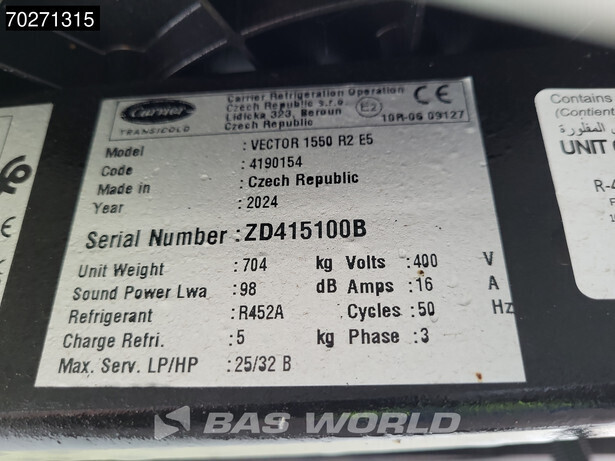 70271315
Carrier
TRANSICOLD
Carrier Refrigeration Operation
Czech Republic s.r.o.
Lidicka 323, Beroun
Czech Republic
E2
CE
10R-06 09127
Model : VECTOR 1550 R2 E5
Code : 4190154
Made in : Czech Republic
Year : 2024
Serial Number : ZD415100B
Unit Weight : 704 kg Volts : 400 V
Sound Power Lwa : 98 dB Amps : 16 A
Refrigerant : R452A Cycles : 50 Hz
Charge Refri. : 5 kg Phase : 3
Max. Serv. LP/HP : 25/32 B
Contains
(Contient
UNIT
R-4
BAS WORLD